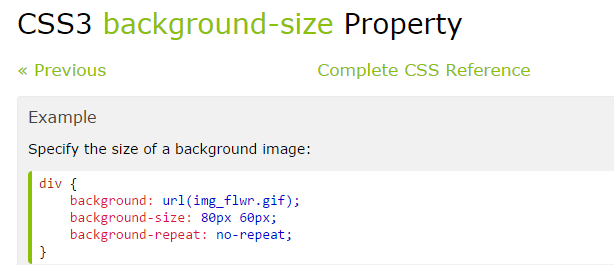 CSS3 background-size Property
« Previous
Complete CSS Reference
Example
Specify the size of a background image:
div {
    background: url(img_flwr.gif);
    background-size: 80px 60px;
    background-repeat: no-repeat;
}